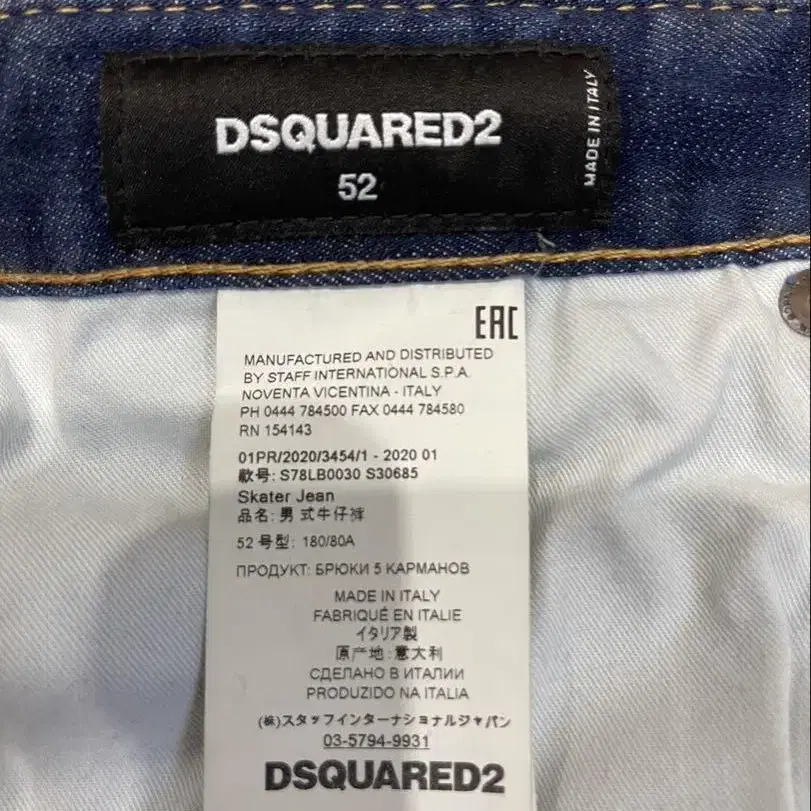 DSQUARED2
52
MADE IN ITALY
EAC
MANUFACTURED AND DISTRIBUTED
BY STAFF INTERNATIONAL S.P.A.
NOVENTA VICENTINA - ITALY
PH 0444 784500 FAX 0444 784580
RN 154143
01PR/2020/3454/1 - 2020 01
款号: S78LB0030 S30685
Skater Jean
品名: 男式牛仔裤
52 号型: 180/80A
ПРОДУКТ: БРЮКИ 5 КАРМАНОВ
MADE IN ITALY
FABRIQUÉ EN ITALIE
イタリア製
原产地: 意大利
СДЕЛАНО В ИТАЛИИ
PRODUZIDO NA ITALIA
(株)スタッフインターナショナルジャパン
03-5794-9931
DSQUARED2